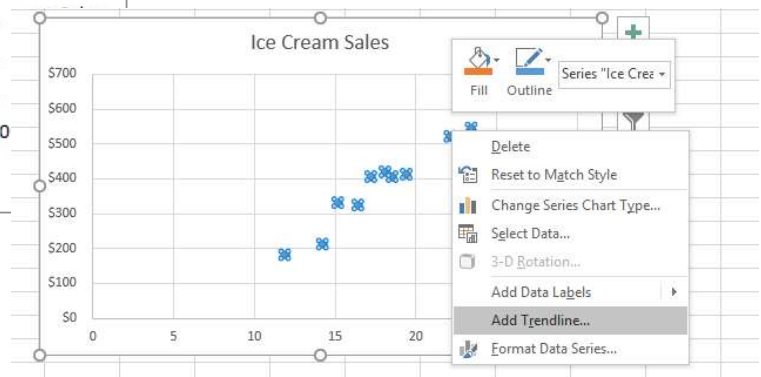 Ice Cream Sales
$700
$600
$500
$400
$300
$200
$100
$0
0
5
10
15
20
0
Fill
Outline
Series "Ice Crea
Delete
Reset to Match Style
Change Series Chart Type...
Select Data...
3-D Rotation...
Add Data Labels
Add Trendline...
Format Data Series...